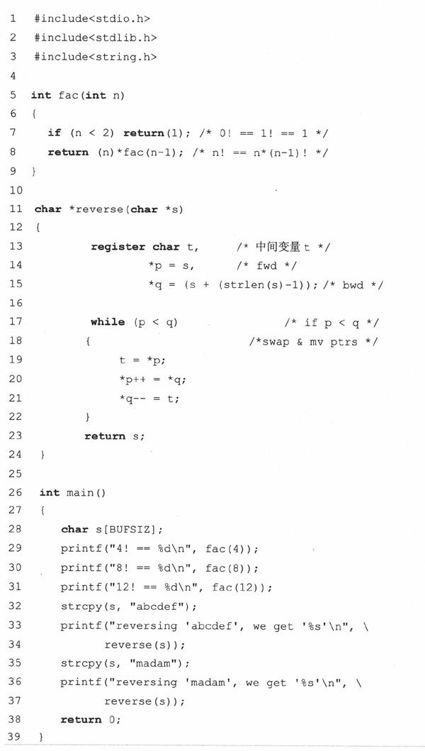 1 #include<stdio.h>
2 #include<stdlib.h>
3 #include<string.h>
4
5 int fac(int n)
6 {
7 if (n < 2) return(1); /* 0! == 1! == 1 */
8 return (n)*fac(n-1); /* n! == n*(n-1)! */
9 }
10
11 char *reverse(char *s)
12 {
13 register char t, /* 中间变量 t */
14 *p = s, /* fwd */
15 *q = (s + (strlen(s)-1)); /* bwd */
16
17 while (p < q) /* if p < q */
18 { /*swap & mv ptrs */
19 t = *p;
20 *p++ = *q;
21 *q-- = t;
22 }
23 return s;
24 }
25
26 int main()
27 {
28 char s[BUFSIZ];
29 printf("4! == %d\n", fac(4));
30 printf("8! == %d\n", fac(8));
31 printf("12! == %d\n", fac(12));
32 strcpy(s, "abcdef");
33 printf("reversing 'abcdef', we get '%s'\n", \
34 reverse(s));
35 strcpy(s, "madam");
36 printf("reversing 'madam', we get '%s'\n", \
37 reverse(s));
38 return 0;
39 }